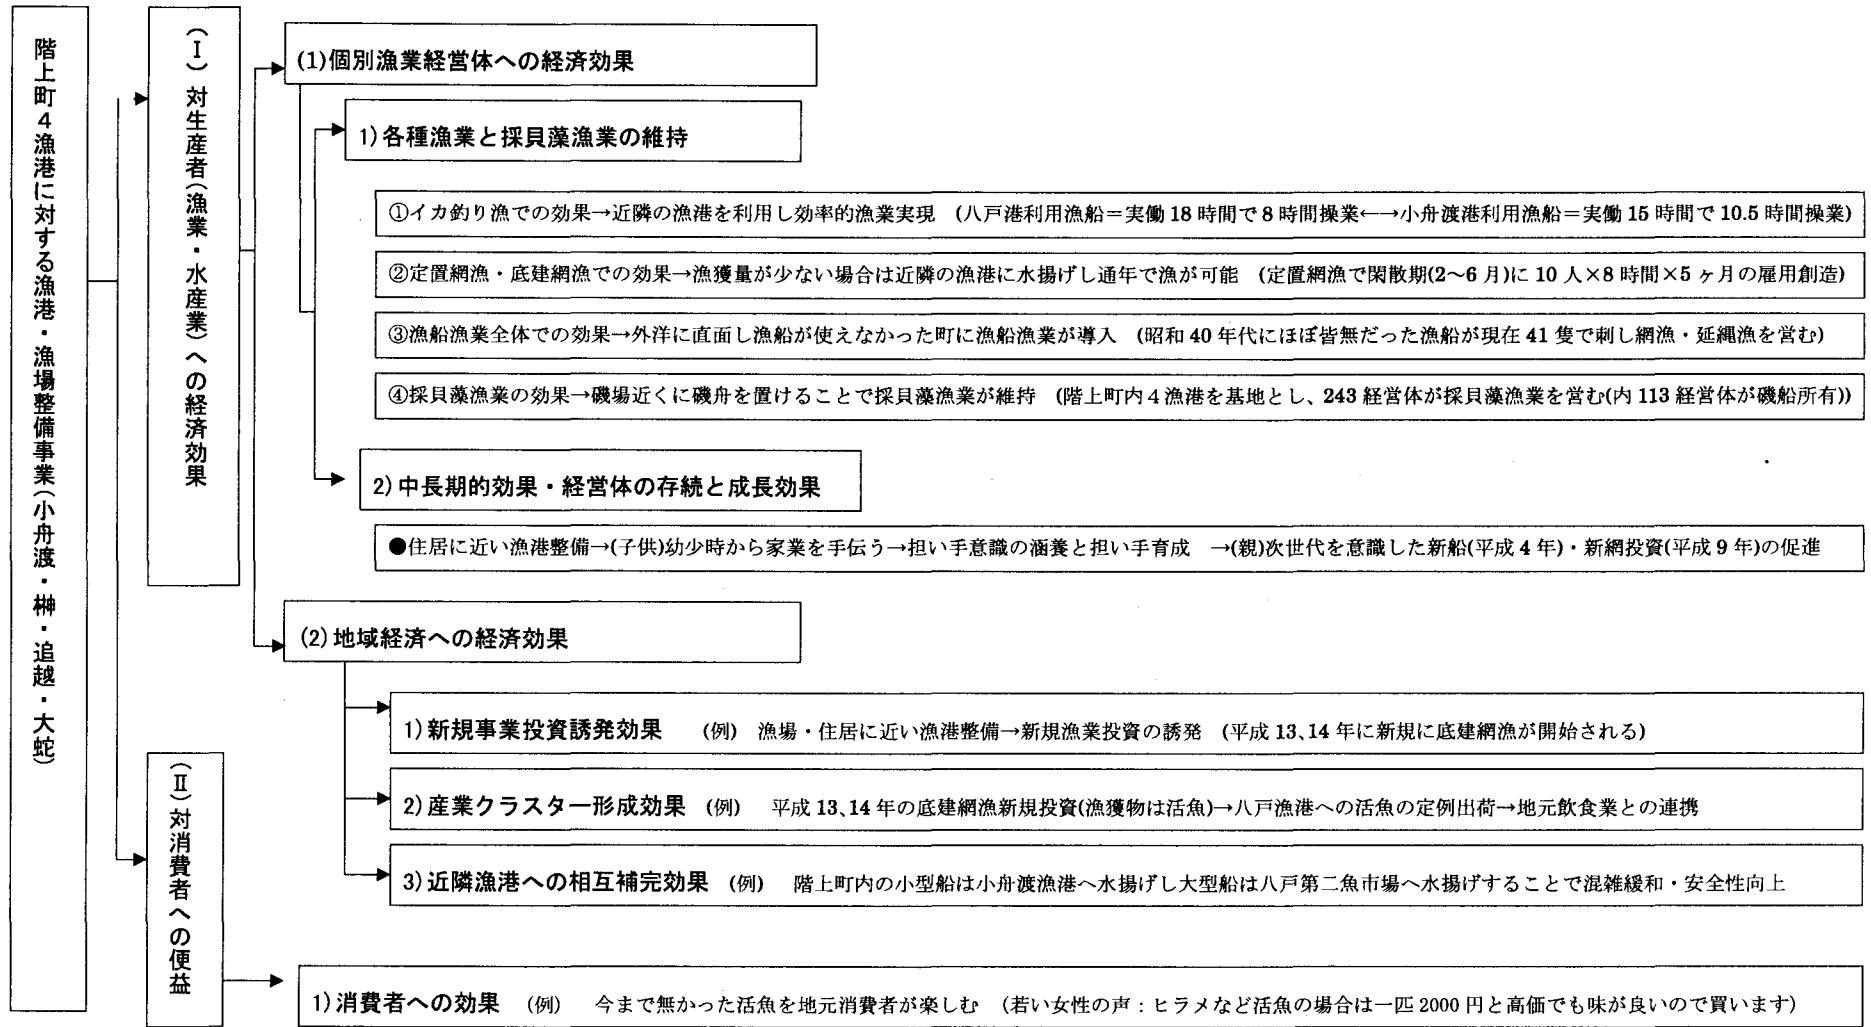 階上町４漁港に対する漁港・漁場整備事業(小舟渡・榊・追越・大蛇)
(Ⅰ) 対生産者(漁業・水産業)への経済効果
(1)個別漁業経営体への経済効果
1)各種漁業と採貝藻漁業の維持
①イカ釣り漁での効果→近隣の漁港を利用し効率的漁業実現　(八戸港利用漁船＝実働 18 時間で 8 時間操業←→小舟渡港利用漁船＝実働 15 時間で 10.5 時間操業)
②定置網漁・底建網漁での効果→漁獲量が少ない場合は近隣の漁港に水揚げし通年で漁が可能　(定置網漁で閑散期(2～6 月)に 10 人×8 時間×5 ヶ月の雇用創造)
③漁船漁業全体での効果→外洋に直面し漁船が使えなかった町に漁船漁業が導入　(昭和 40 年代にほぼ皆無だった漁船が現在 41 隻で刺し網漁・延縄漁を営む)
④採貝藻漁業の効果→磯場近くに磯舟を置けることで採貝藻漁業が維持　(階上町内４漁港を基地とし、243 経営体が採貝藻漁業を営む(内 113 経営体が磯船所有))
2)中長期的効果・経営体の存続と成長効果
●住居に近い漁港整備→(子供)幼少時から家業を手伝う→担い手意識の涵養と担い手育成　→(親)次世代を意識した新船(平成 4 年)・新網投資(平成 9 年)の促進
(2)地域経済への経済効果
1)新規事業投資誘発効果　(例)　漁場・住居に近い漁港整備→新規漁業投資の誘発　(平成 13、14 年に新規に底建網漁が開始される)
2)産業クラスター形成効果　(例)　平成 13、14 年の底建網漁新規投資(漁獲物は活魚)→八戸漁港への活魚の定例出荷→地元飲食業との連携
3)近隣漁港への相互補完効果　(例)　階上町内の小型船は小舟渡漁港へ水揚げし大型船は八戸第二魚市場へ水揚げすることで混雑緩和・安全性向上
(Ⅱ)対消費者への便益
1)消費者への効果　(例)　今まで無かった活魚を地元消費者が楽しむ　(若い女性の声：ヒラメなど活魚の場合は一匹 2000 円と高価でも味が良いので買います)